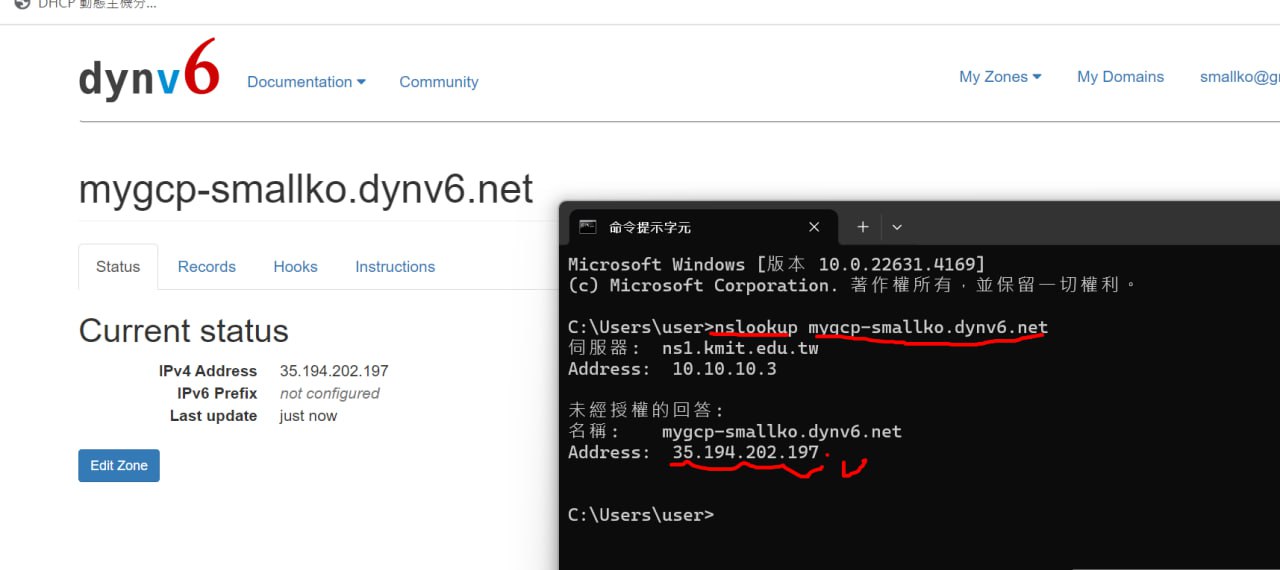 DHCP 動態主機分...
dynv6
Documentation
Community
My Zones
My Domains
smallko@g
mygcp-smallko.dynv6.net
Status
Records
Hooks
Instructions
Current status
IPv4 Address 35.194.202.197
IPv6 Prefix not configured
Last update just now
Edit Zone
命令提示字元
Microsoft Windows [版本 10.0.22631.4169]
(c) Microsoft Corporation. 著作權所有，並保留一切權利。
C:\Users\user>nslookup mygcp-smallko.dynv6.net
伺服器: ns1.kmit.edu.tw
Address: 10.10.10.3
未經授權的回答:
名稱: mygcp-smallko.dynv6.net
Address: 35.194.202.197
C:\Users\user>